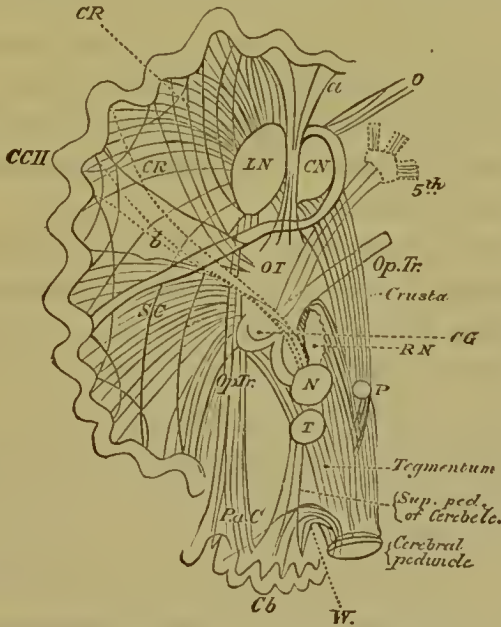 CR
a
O
CCH
CR
LN
CN
5th
b
OT
Op.Tr.
Crusta
SC
CG
RN
Op.Tr.
N
P
T
Tegmentum
Sup. ped.
of Cerebele.
P.a.C
Cerebral
peduncle
Cb
W.